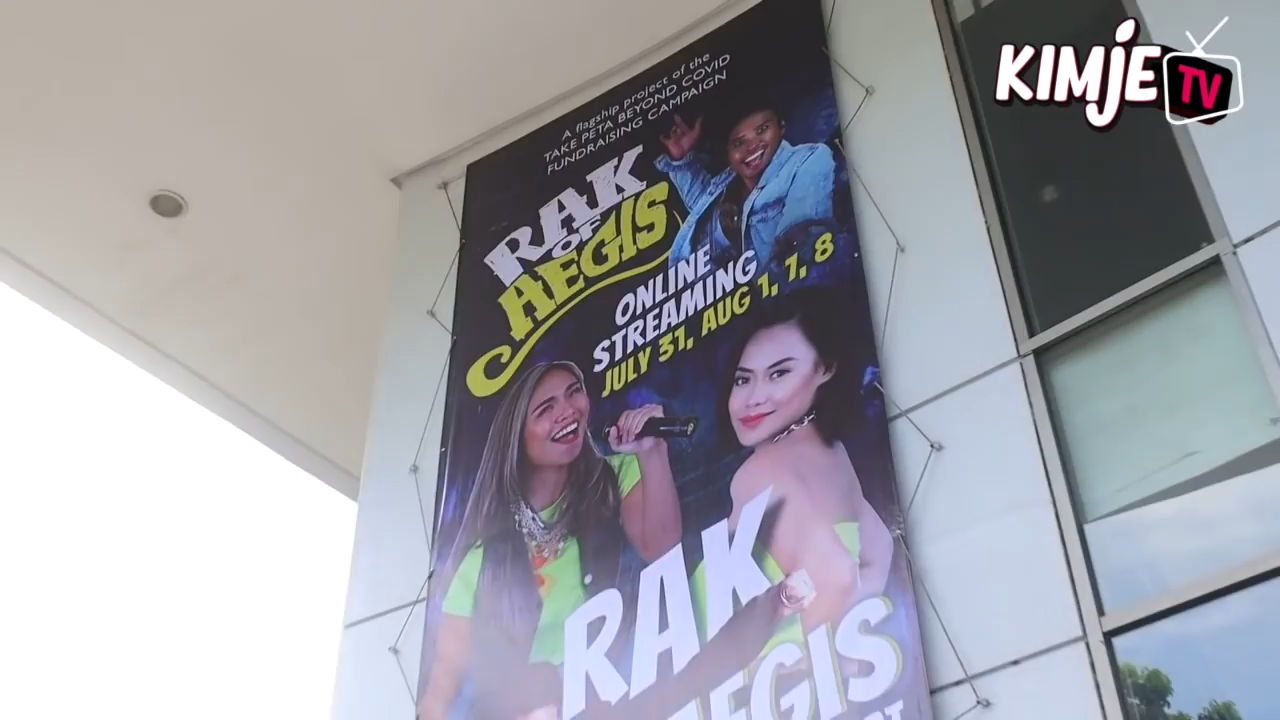 KIMJE TV
A flagship project of the
TAKE PETA BEYOND COVID
FUNDRAISING CAMPAIGN
RAK
OF
AEGIS
ONLINE
STREAMING
JULY 31, AUG 1, 7, 8
RAK
AEGIS